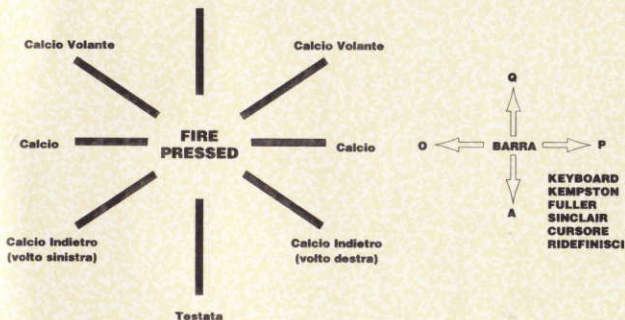 Calcio Volante
Calcio Volante
FIRE
PRESSED
Calcio
Calcio
Calcio Indietro
(volto sinistra)
Calcio Indietro
(volto destra)
Testata
Q
O
BARRA
P
A
KEYBOARD
KEMPSTON
FULLER
SINCLAIR
CURSORE
RIDEFINISCI